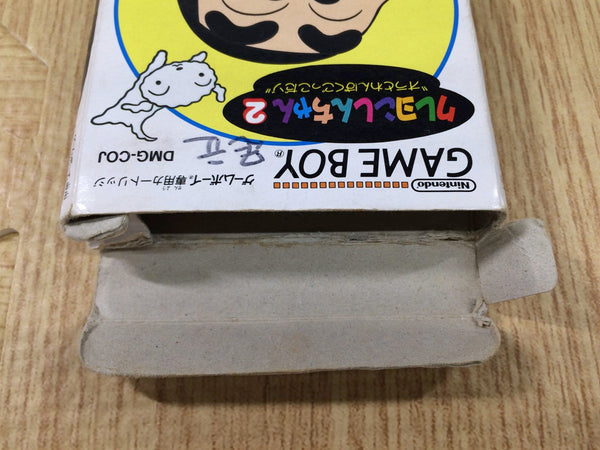 Nintendo
ゲームボーイ専用カートリッジ
GAME BOY®
DMG-COJ
クレヨンしんちゃん2
“オラとわんぱくごっこだゾ”